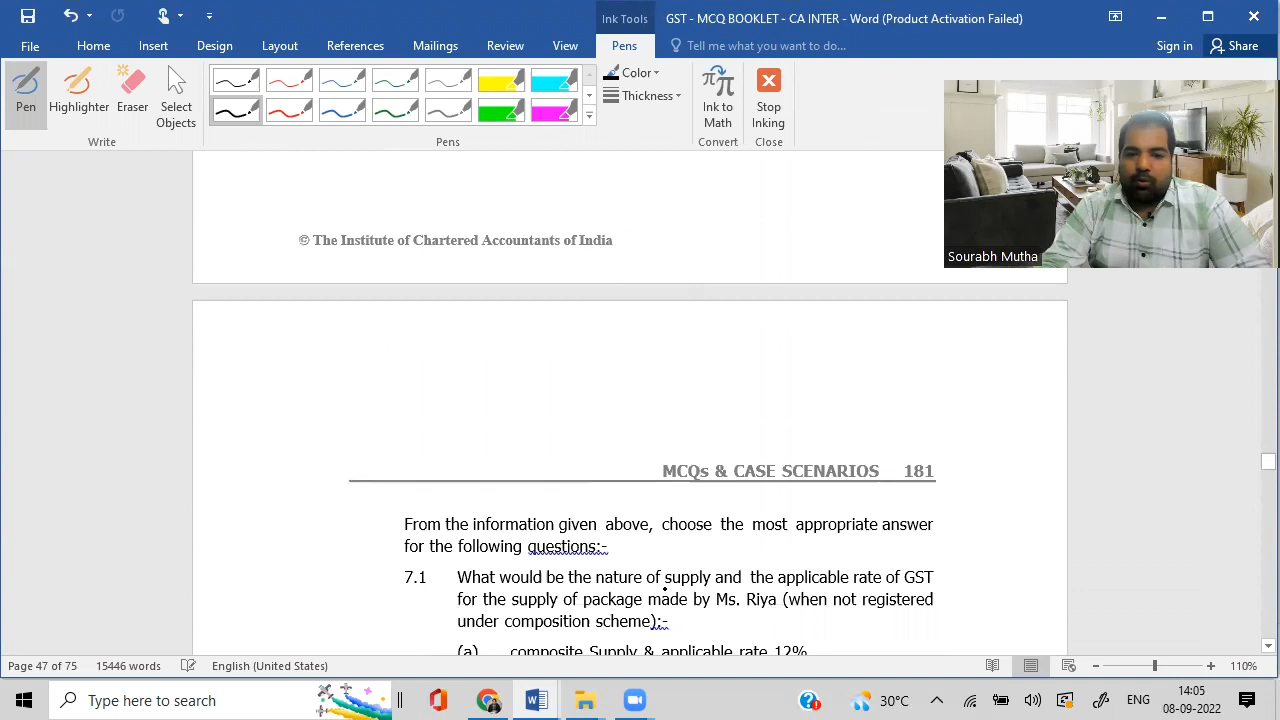 GST - MCQ BOOKLET - CA INTER - Word (Product Activation Failed)
Ink Tools
File
Home
Insert
Design
Layout
References
Mailings
Review
View
Pens
Tell me what you want to do...
Sign in
Share
Pen
Highlighter
Eraser
Select Objects
Color
Thickness
Ink to Math
Stop Inking
Write
Pens
Convert
Close
Sourabh Mutha
© The Institute of Chartered Accountants of India
MCQs & CASE SCENARIOS 181
From the information given above, choose the most appropriate answer
for the following questions:-
7.1 What would be the nature of supply and the applicable rate of GST
for the supply of package made by Ms. Riya (when not registered
under composition scheme):-
(a) composite Supply & applicable rate 12%
Page 47 of 75
15446 words
English (United States)
110%
Type here to search
30°C
ENG
14:05
08-09-2022